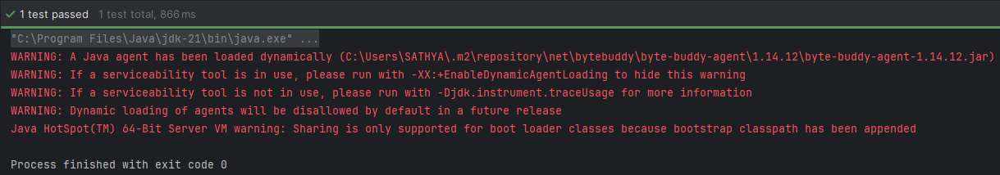 1 test passed 1 test total, 866 ms
"C:\Program Files\Java\jdk-21\bin\java.exe" ...
WARNING: A Java agent has been loaded dynamically (C:\Users\SATHYA\.m2\repository\net\bytebuddy\byte-buddy-agent\1.14.12\byte-buddy-agent-1.14.12.jar)
WARNING: If a serviceability tool is in use, please run with -XX:+EnableDynamicAgentLoading to hide this warning
WARNING: If a serviceability tool is not in use, please run with -Djdk.instrument.traceUsage for more information
WARNING: Dynamic loading of agents will be disallowed by default in a future release
Java HotSpot(TM) 64-Bit Server VM warning: Sharing is only supported for boot loader classes because bootstrap classpath has been appended
Process finished with exit code 0